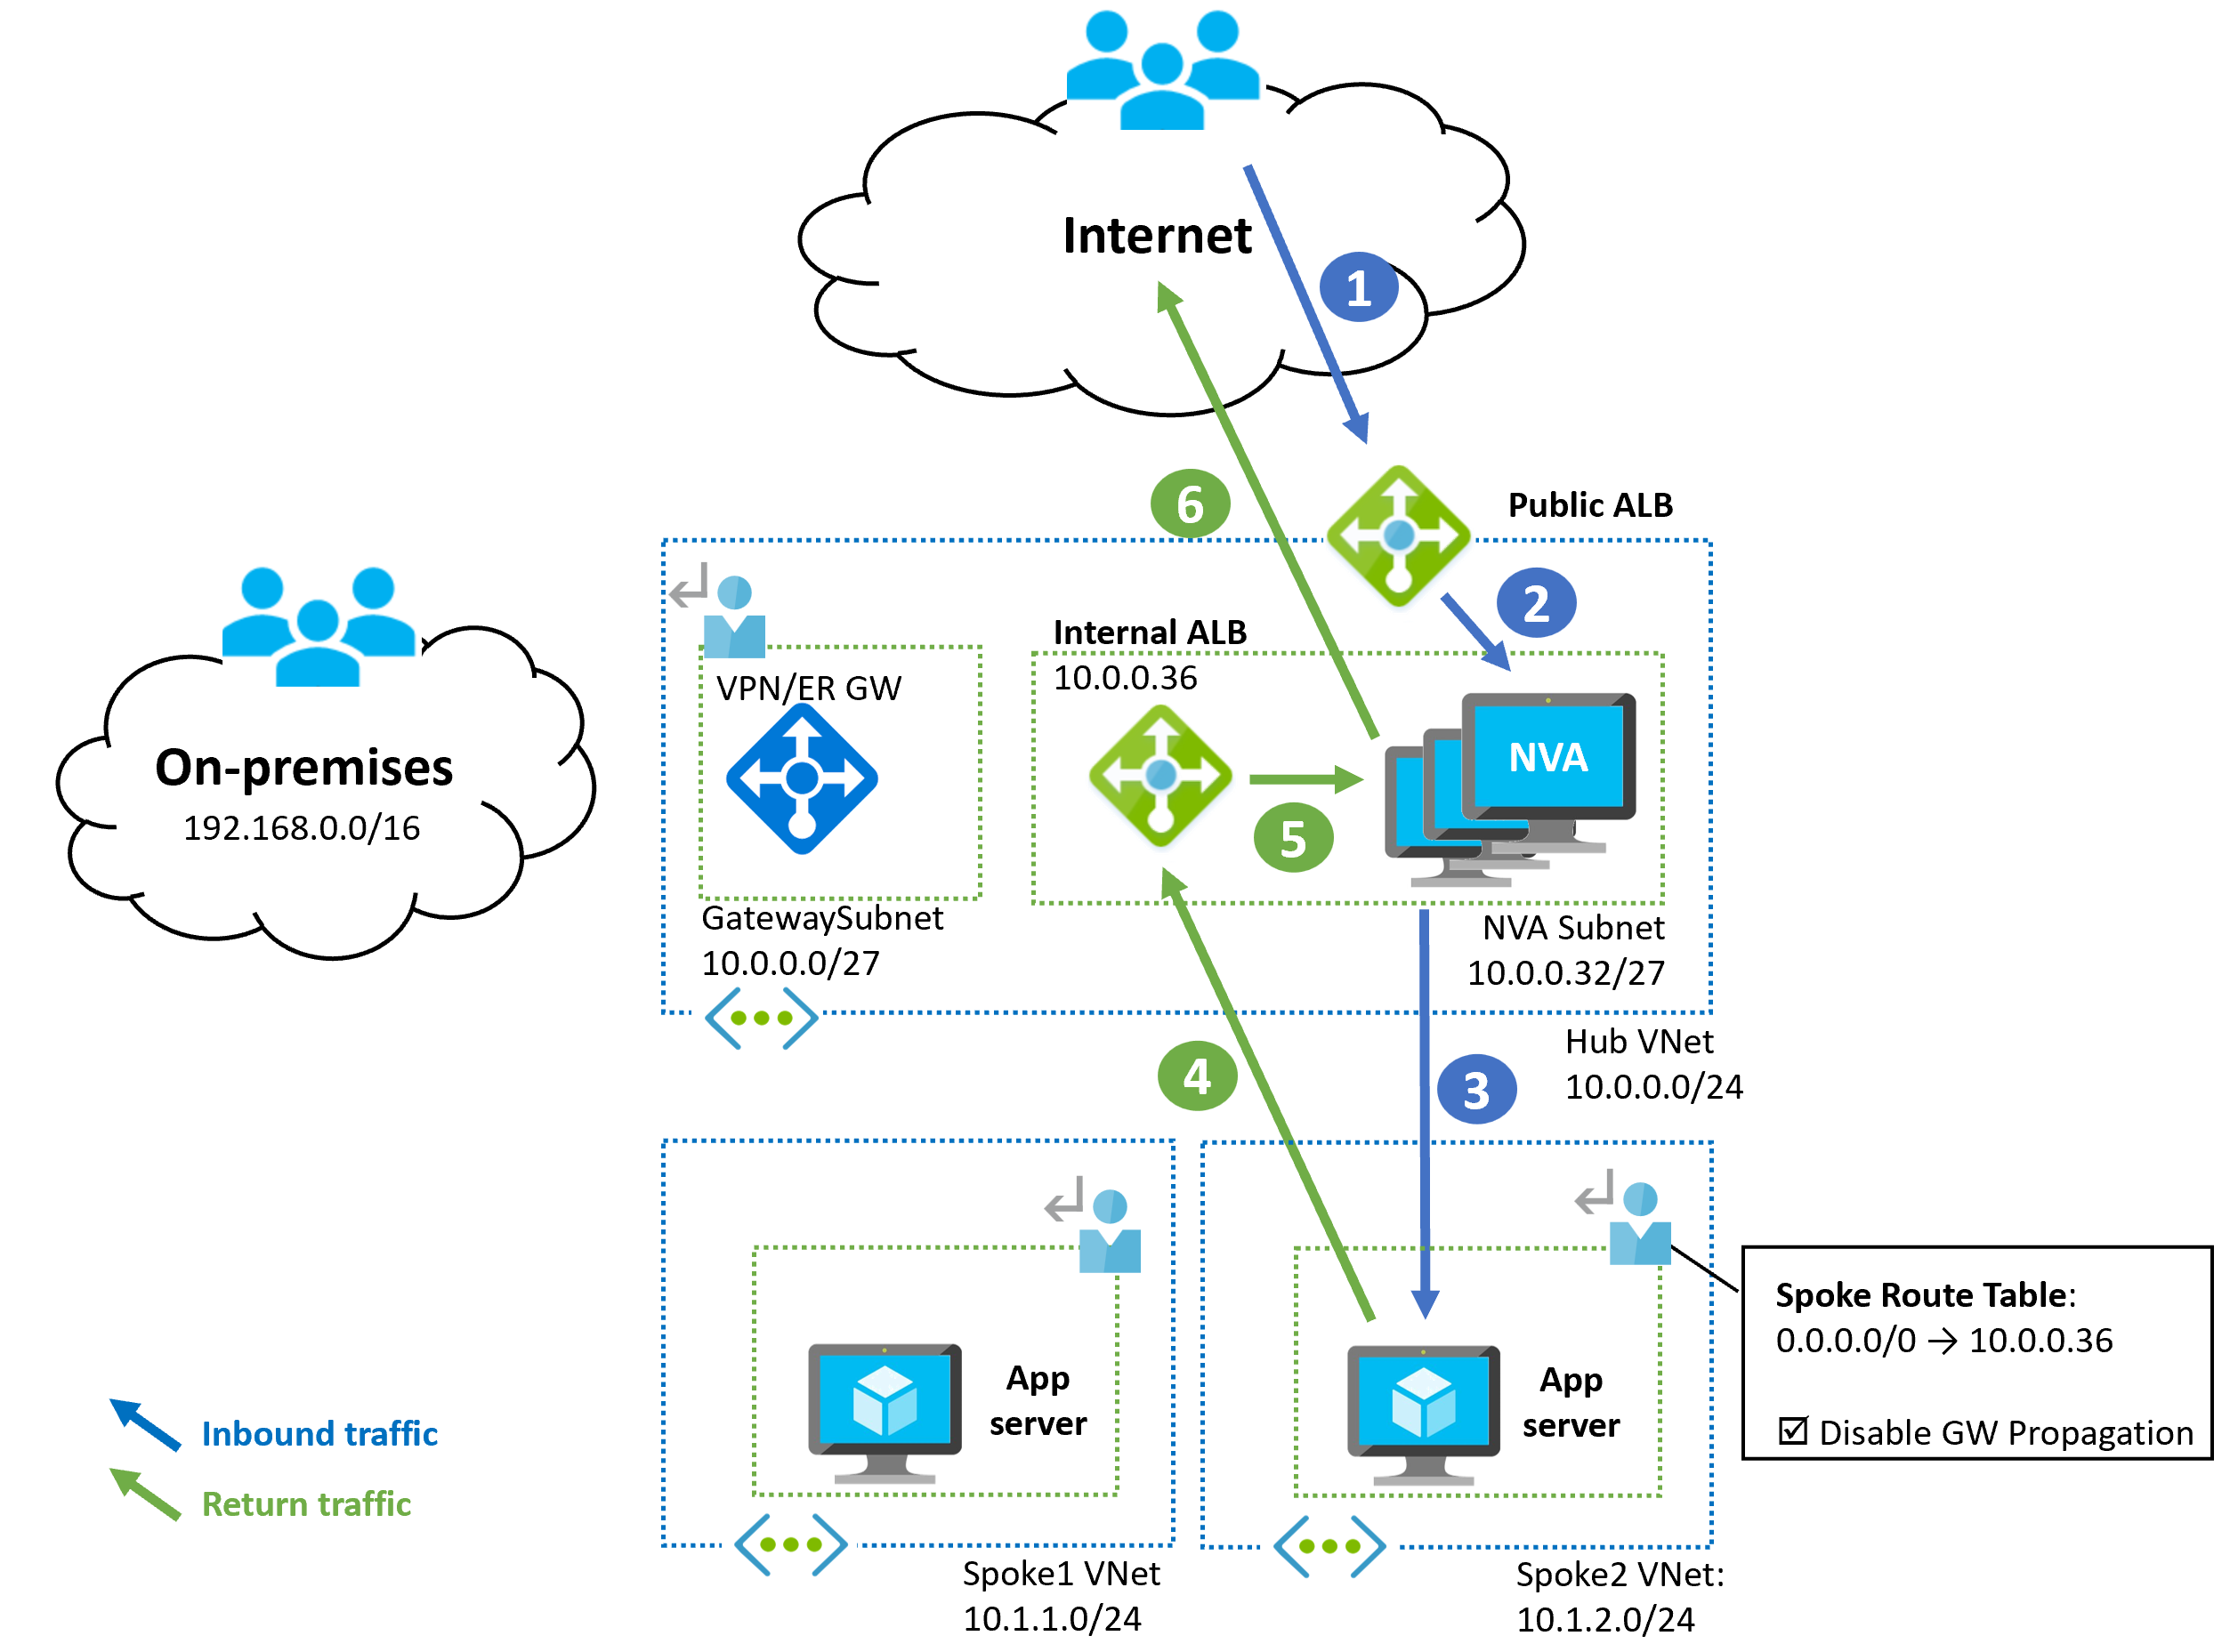 Internet
1
6
Public ALB
2
Internal ALB
10.0.0.36
VPN/ER GW
NVA
On-premises
192.168.0.0/16
5
GatewaySubnet
10.0.0.0/27
NVA Subnet
10.0.0.32/27
Hub VNet
10.0.0.0/24
4
3
Spoke Route Table:
0.0.0.0/0 → 10.0.0.36
☑ Disable GW Propagation
App
server
App
server
Inbound traffic
Return traffic
Spoke1 VNet
10.1.1.0/24
Spoke2 VNet:
10.1.2.0/24